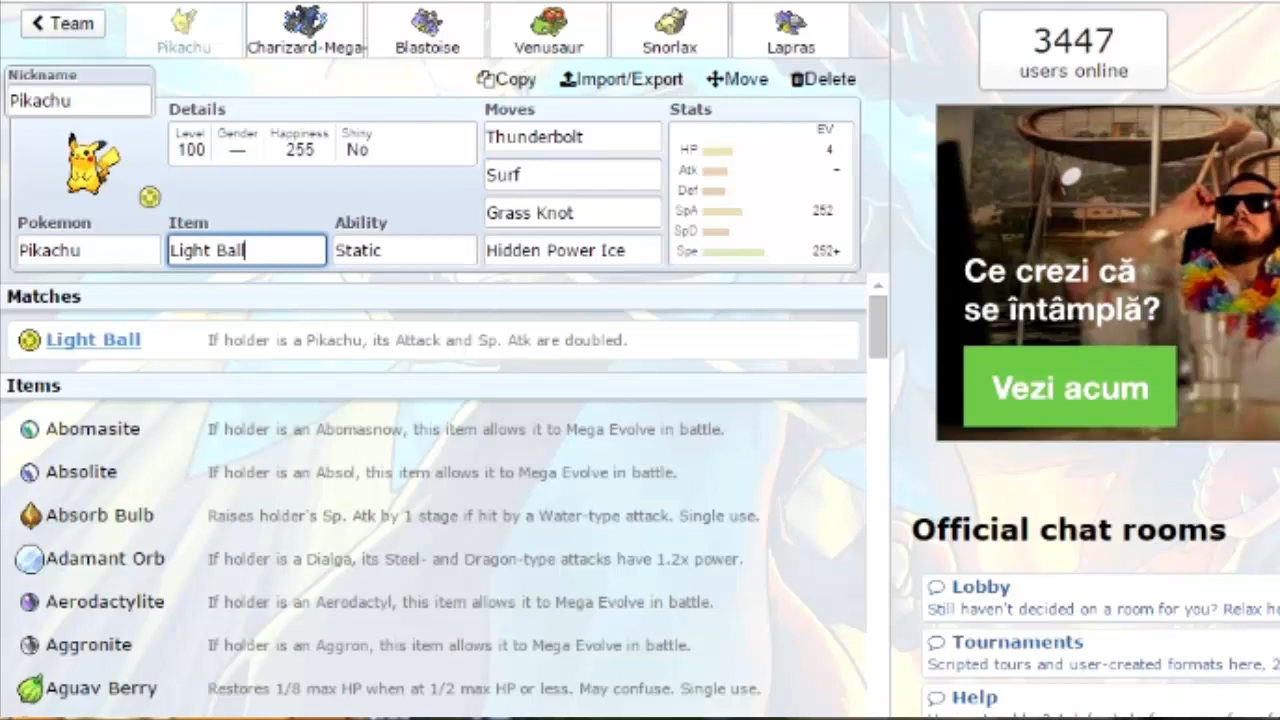 Team
Pikachu
Charizard-Mega-
Blastoise
Venusaur
Snorlax
Lapras
3447
users online
Nickname
Pikachu
Copy
Import/Export
Move
Delete
Details
Moves
Stats
Level
Gender
Happiness
Shiny
100
—
255
No
Thunderbolt
Surf
Grass Knot
Hidden Power Ice
EV
HP 4
Atk -
Def
SpA 252
SpD
Spe 252+
Pokemon
Item
Ability
Pikachu
Light Ball
Static
Matches
Light Ball If holder is a Pikachu, its Attack and Sp. Atk are doubled.
Items
Abomasite If holder is an Abomasnow, this item allows it to Mega Evolve in battle.
Absolite If holder is an Absol, this item allows it to Mega Evolve in battle.
Absorb Bulb Raises holder's Sp. Atk by 1 stage if hit by a Water-type attack. Single use.
Adamant Orb If holder is a Dialga, its Steel- and Dragon-type attacks have 1.2x power.
Aerodactylite If holder is an Aerodactyl, this item allows it to Mega Evolve in battle.
Aggronite If holder is an Aggron, this item allows it to Mega Evolve in battle.
Aguav Berry Restores 1/8 max HP when at 1/2 max HP or less. May confuse. Single use.
Ce crezi că
se întâmplă?
Vezi acum
Official chat rooms
Lobby
Still haven't decided on a room for you? Relax he
Tournaments
Scripted tours and user-created formats here, 2
Help